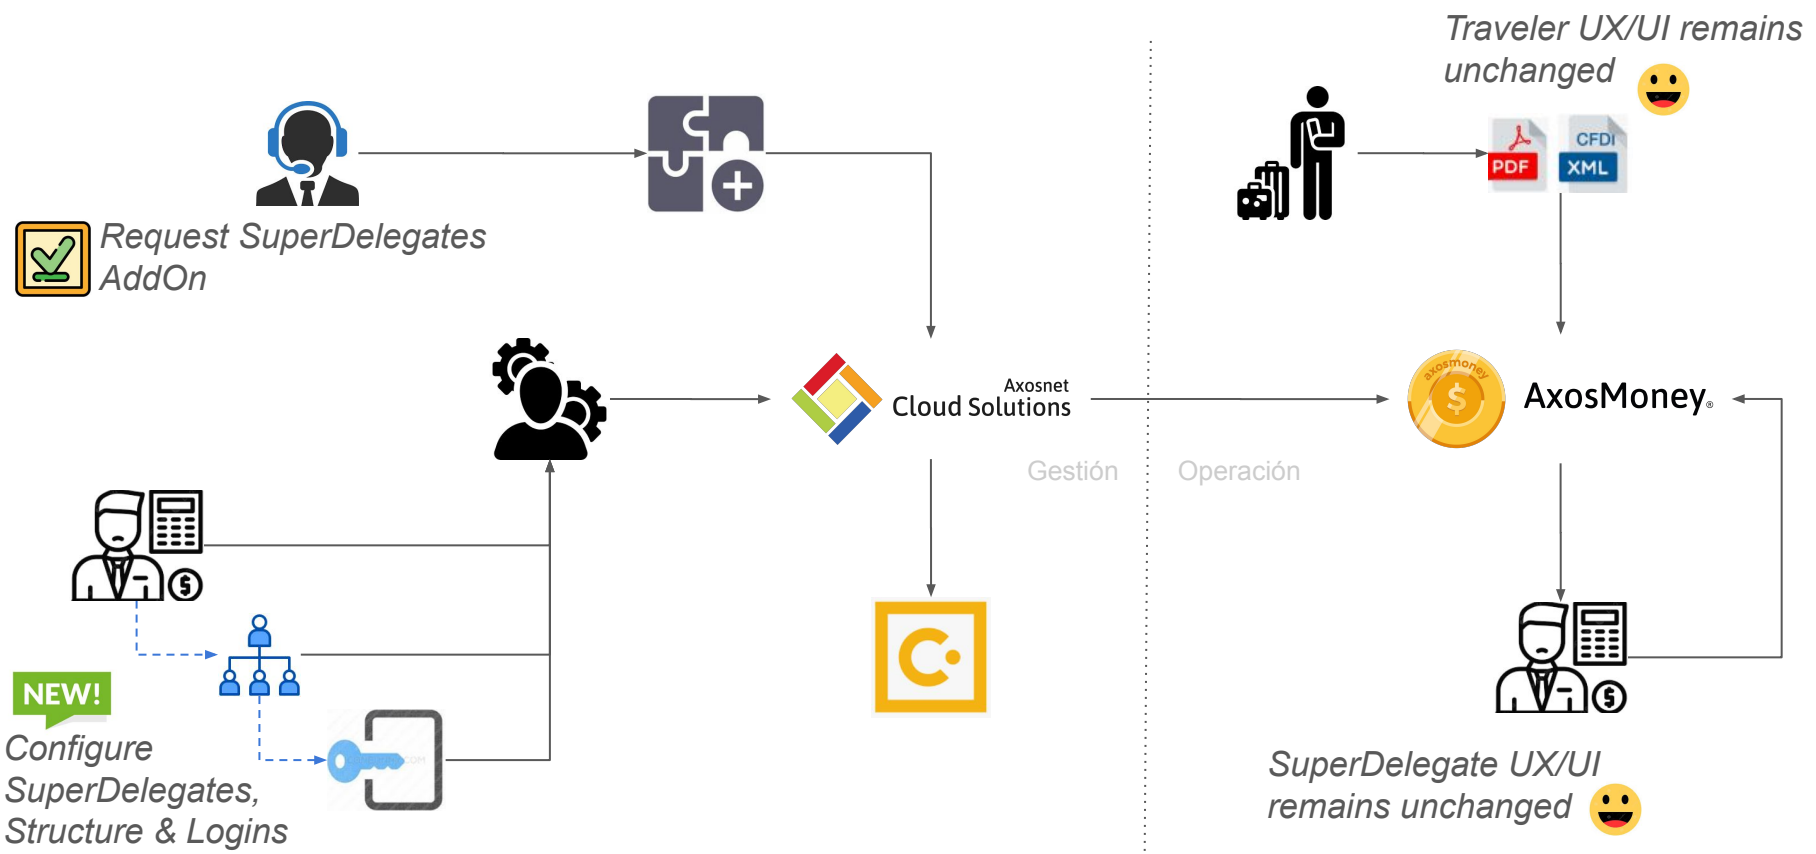 Traveler UX/UI remains
unchanged
PDF
CFDI
XML
Request SuperDelegates
AddOn
Axosnet
Cloud Solutions
axosmoney
$
AxosMoney®
Gestión
Operación
$
$
NEW!
Configure
SuperDelegates,
Structure & Logins
SuperDelegate UX/UI
remains unchanged